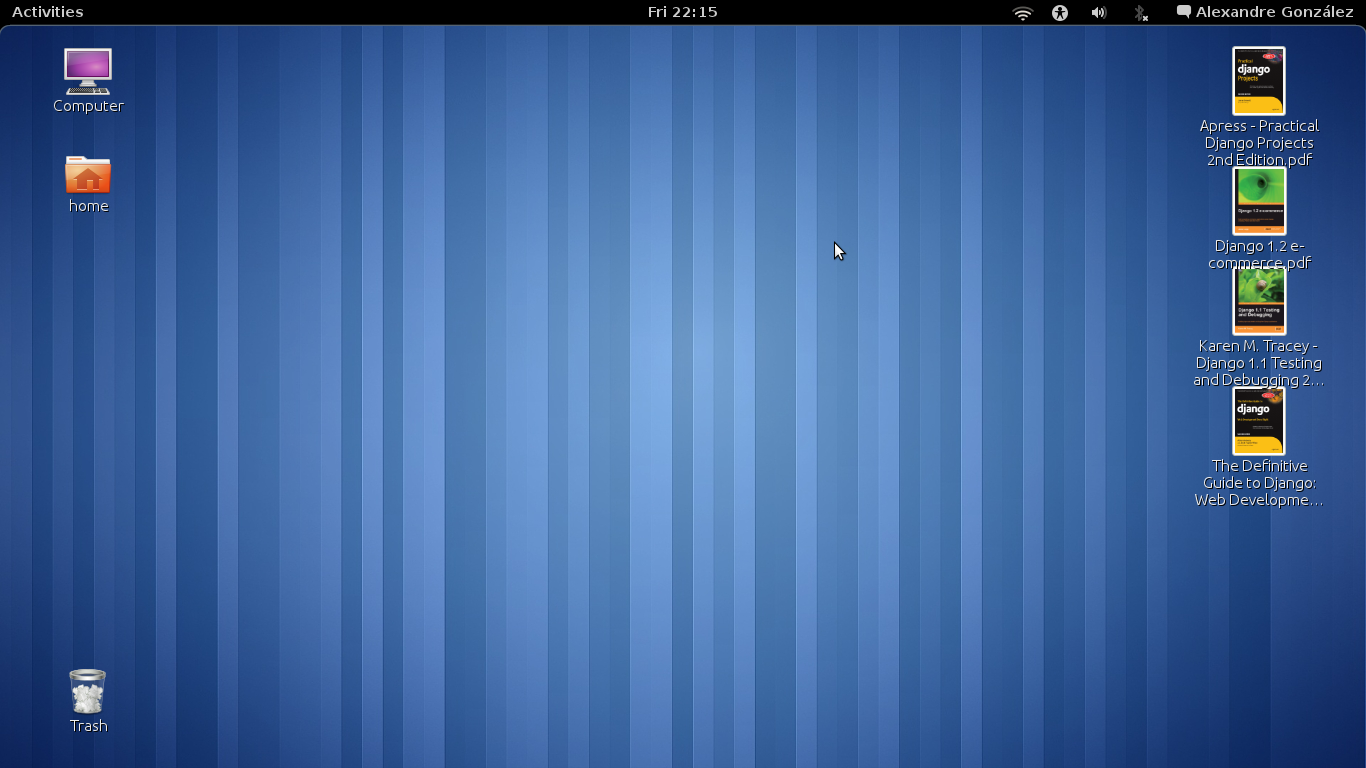 Activities
Fri 22:15
Alexandre González
Computer
home
Trash
Practical
django
Projects
Apress - Practical
Django Projects
2nd Edition.pdf
Django 1.2 e-commerce
Django 1.2 e-
commerce.pdf
Django 1.1 Testing
and Debugging
Karen M. Tracey -
Django 1.1 Testing
and Debugging 2...
django
The Definitive
Guide to Django:
Web Developme...